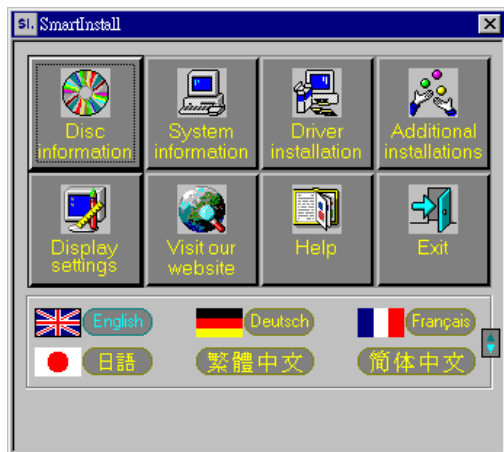 SI. SmartInstall
Disc
information
System
information
Driver
installation
Additional
installations
Display
settings
Visit our
website
Help
Exit
English
Deutsch
Français
日語
繁體中文
简体中文